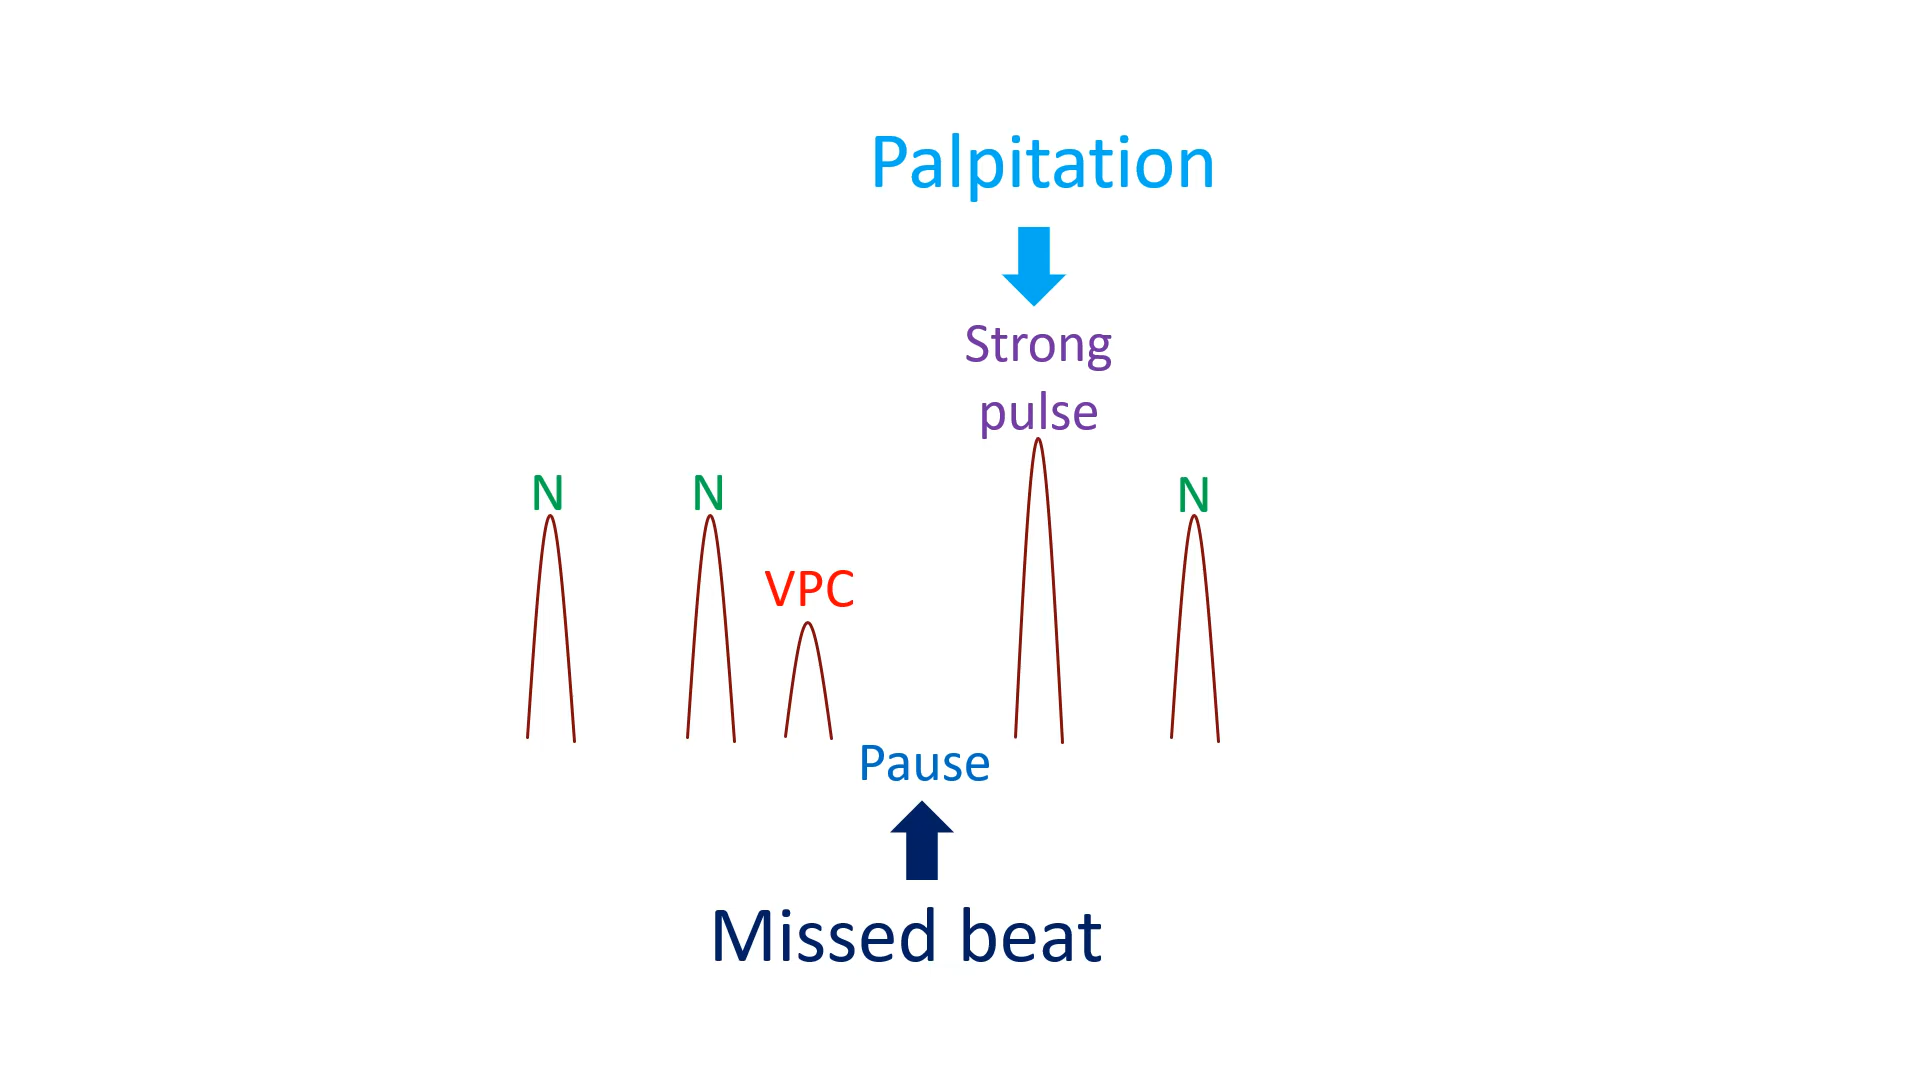 Palpitation
Strong
pulse
N N N
VPC
Pause
Missed beat